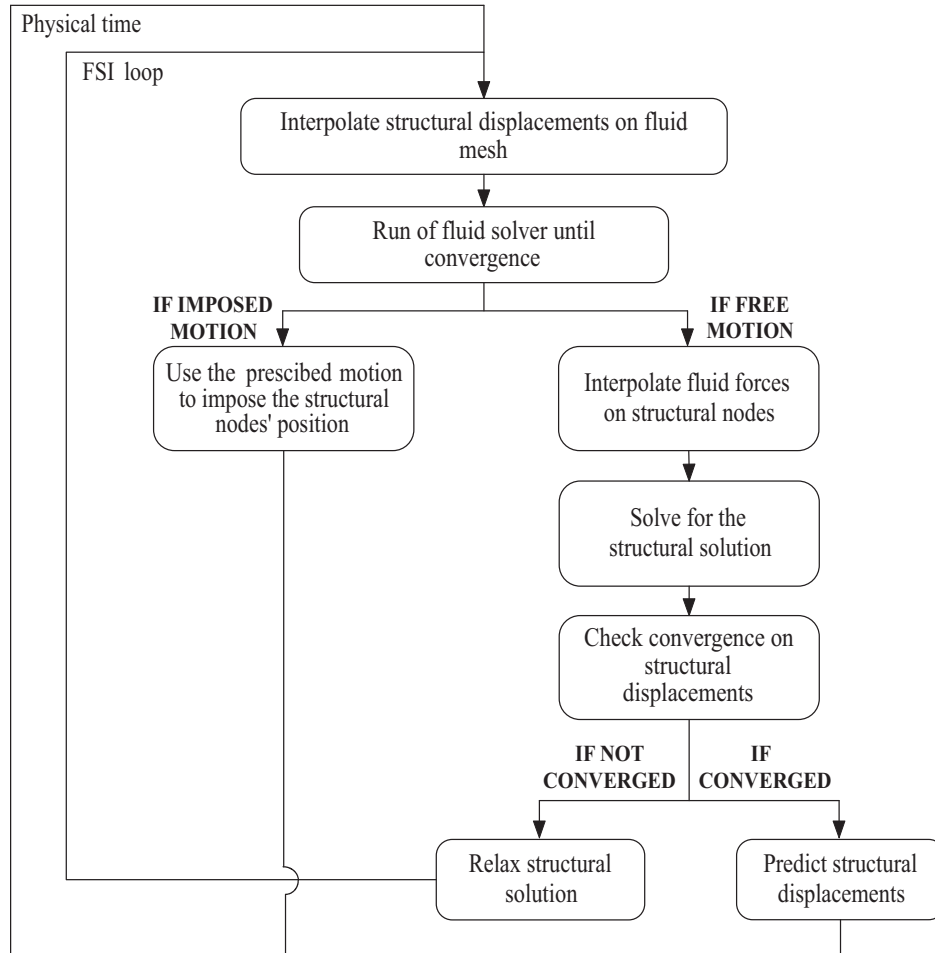 Physical time
FSI loop
Interpolate structural displacements on fluid
mesh
Run of fluid solver until
convergence
IF IMPOSED
MOTION
IF FREE
MOTION
Use the prescibed motion
to impose the structural
nodes' position
Interpolate fluid forces
on structural nodes
Solve for the
structural solution
Check convergence on
structural
displacements
IF NOT
CONVERGED
IF
CONVERGED
Relax structural
solution
Predict structural
displacements